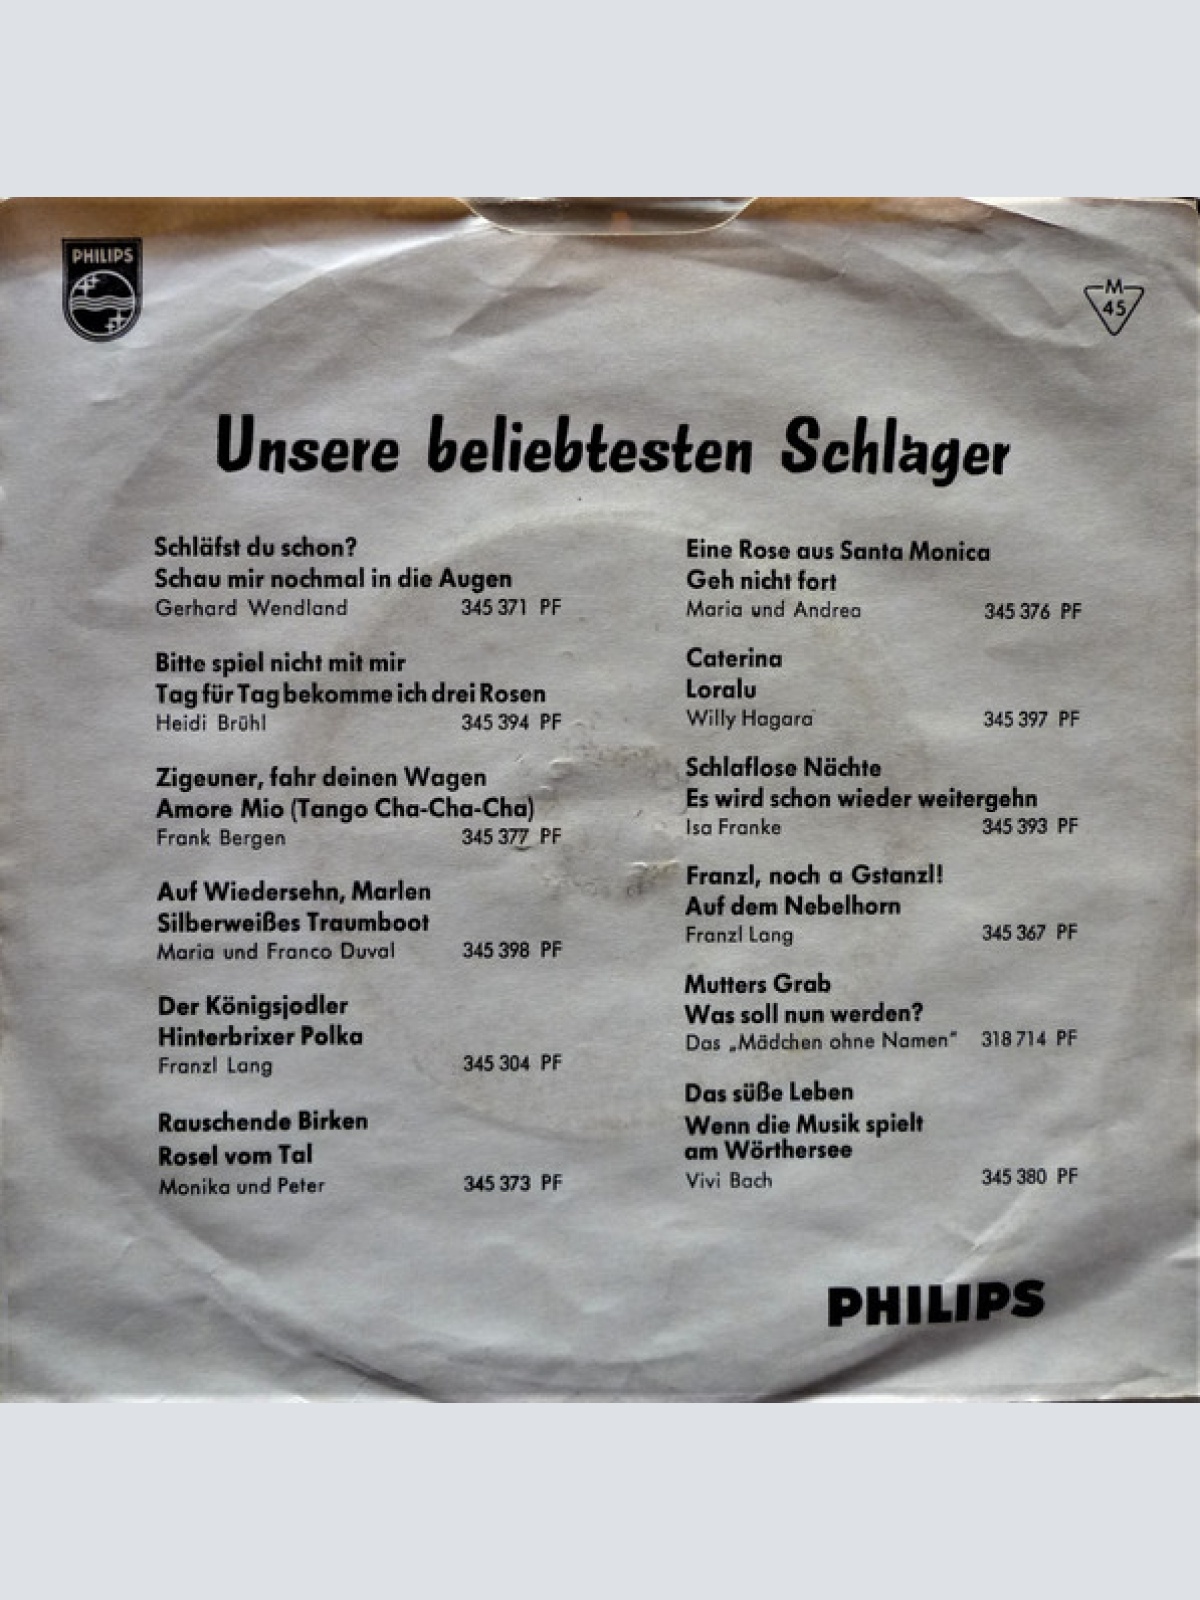 PHILIPS
M
45
Unsere beliebtesten Schläger
Schläfst du schon?
Schau mir nochmal in die Augen
Gerhard Wendland 345 371 PF
Bitte spiel nicht mit mir
Tag für Tag bekomme ich drei Rosen
Heidi Brühl 345 394 PF
Zigeuner, fahr deinen Wagen
Amore Mio (Tango Cha-Cha-Cha)
Frank Bergen 345 377 PF
Auf Wiedersehn, Marlen
Silberweißes Traumboot
Maria und Franco Duval 345 398 PF
Der Königsjodler
Hinterbrixer Polka
Franzl Lang 345 304 PF
Rauschende Birken
Rosel vom Tal
Monika und Peter 345 373 PF
Eine Rose aus Santa Monica
Geh nicht fort
Maria und Andrea 345 376 PF
Caterina
Loralu
Willy Hagara 345 397 PF
Schlaflose Nächte
Es wird schon wieder weitergehn
Isa Franke 345 393 PF
Franzl, noch a Gstanzl!
Auf dem Nebelhorn
Franzl Lang 345 367 PF
Mutters Grab
Was soll nun werden?
Das „Mädchen ohne Namen" 318 714 PF
Das süße Leben
Wenn die Musik spielt
am Wörthersee
Vivi Bach 345 380 PF
PHILIPS